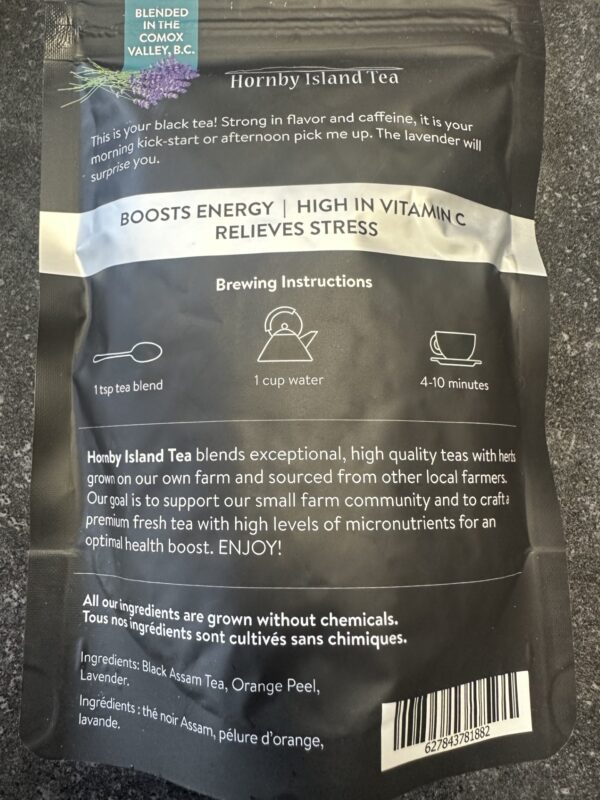 BLENDED
IN THE
COMOX
VALLEY, B.C.
Hornby Island Tea
This is your black tea! Strong in flavor and caffeine, it is your
morning kick-start or afternoon pick me up. The lavender will
surprise you.
BOOSTS ENERGY | HIGH IN VITAMIN C
RELIEVES STRESS
Brewing Instructions
1 tsp tea blend
1 cup water
4-10 minutes
Hornby Island Tea blends exceptional, high quality teas with herbs
grown on our own farm and sourced from other local farmers.
Our goal is to support our small farm community and to craft a
premium fresh tea with high levels of micronutrients for an
optimal health boost. ENJOY!
All our ingredients are grown without chemicals.
Tous nos ingrédients sont cultivés sans chimiques.
Ingredients: Black Assam Tea, Orange Peel,
Lavender.
Ingrédients : thé noir Assam, pélure d'orange,
lavande.
627843781882